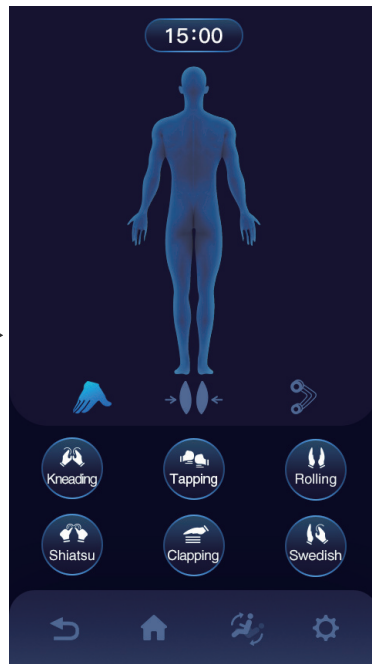 15:00
Kneading
Tapping
Rolling
Shiatsu
Clapping
Swedish